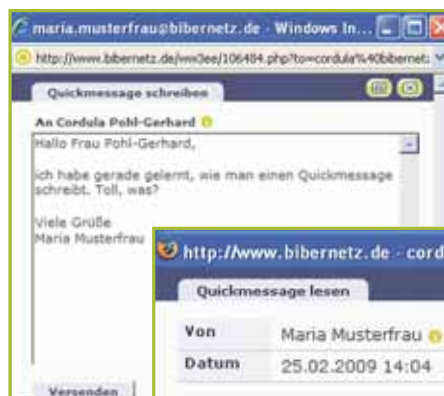 maria.musterfrau@bibernetz.de - Windows In...
http://www.bibernetz.de/ww3ee/106484.php?to=cordula%40bibernet
Quickmessage schreiben
An Cordula Pohl-Gerhard
Hallo Frau Pohl-Gerhard,
ich habe gerade gelernt, wie man einen Quickmessage
schreibt. Toll, was?
Viele Grüße
Maria Musterfrau
Versenden
http://www.bibernetz.de - cord
Quickmessage lesen
Von Maria Musterfrau
Datum 25.02.2009 14:04